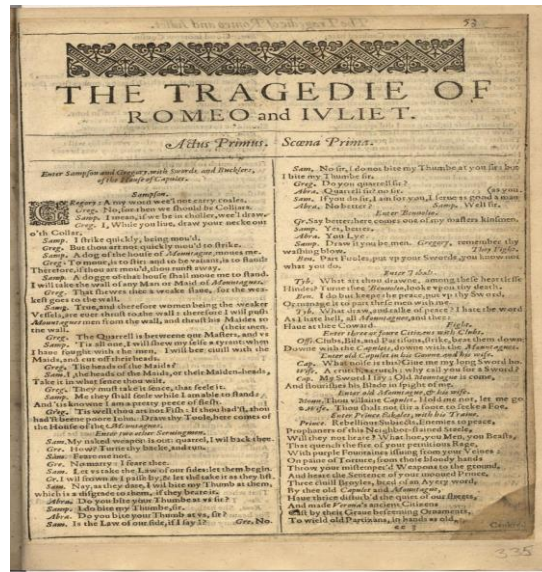 53
THE TRAGEDIE OF
ROMEO and IVLIET.
Actus Primus. Scœna Prima.
Enter Sampson and Gregory, with Swords and Bucklers,
of the House of Capulet.
Sampson.
Gregory: A my word wee'l not carry coales.
Greg. No, for then we should be Colliars.
Samp. I mean, if we be in choller, wee'l draw.
Greg. I, While you liue, draw your necke out
o'th Collar.
Samp. I strike quickly, being mou'd.
Greg. But thou art not quickly mou'd to strike.
Samp. A dog of the house of Mountague, moues me.
Greg. To moue, is to stir: and to be valiant, is to stand:
Therefore, if thou art mou'd, thou runst away.
Samp. A dogge of that house shall moue me to stand.
I will take the wall of any Man or Maid of Mountagues.
Greg. That shewes thee a weake slaue, for the wea-
kest goes to the wall.
Samp. True, and therefore women being the weaker
Vessels, are euer thrust to the wall: therefore I will push
Mountagues men from the wall, and thrust his Maides to
the wall. (their men.
Greg. The Quarrell is betweene our Masters, and vs
Samp. Tis all one, I will shew my selfe a tyrant: when
I haue fought with the men, I will bee ciuill with the
Maids, and cut off their heads.
Greg. The heads of the Maids?
Sam. I, the heads of the Maids, or their Maiden-heads,
Take it in what sence thou wilt.
Greg. They must take it sence, that feele it.
Samp. Me they shall feele while I am able to stand:
And 'tis knowne I am a pretty peece of flesh.
Greg. 'Tis well thou art not Fish: If thou had'st, thou
had'st beene poore Iohn. Draw thy Toole, here comes of
the House of the Mountagues.
Enter two other Seruingmen.
Sam. My naked weapon is out: quarrel, I will back thee.
Gre. How? Turne thy backe, and run.
Sam. Feare me not.
Gre. No marry: I feare thee.
Sam. Let vs take the Law of our sides: let them begin.
Gr. I wil frown as I passe by, & let thē take it as they list.
Sam. Nay, as they dare. I wil bite my Thumb at them,
which is a disgrace to them, if they beare it.
Abra. Do you bite your Thumbe at vs sir?
Samp. I do bite my Thumbe, sir.
Abra. Do you bite your Thumb at vs, sir?
Sam. Is the Law of our side, if I say I? Gre. No.
Sam. No sir, I do not bite my Thumbe at you sir: but
I bite my Thumbe sir.
Greg. Do you quarrell sir?
Abra. Quarrell sir? no sir. (as you.
Sam. If you do sir, I am for you, I serue as good a man
Abra. No better? Samp. Well sir.
Enter Benuolio.
Gr. Say better: here comes one of my masters kinsmen.
Samp. Yes, better.
Abra. You Lye.
Samp. Draw if you be men. Gregory, remember thy
washing blow. They Fight.
Ben. Part Fooles, put vp your Swords, you know not
what you do.
Enter Tibalt.
Tyb. What art thou drawne, among these heartlesse
Hindes? Turne thee Benuolio, looke vpon thy death.
Ben. I do but keepe the peace, put vp thy Sword,
Or manage it to part these men with me.
Tyb. What draw, and talke of peace? I hate the word
As I hate hell, all Mountagues, and thee:
Haue at thee Coward. Fight.
Enter three or foure Citizens with Clubs.
Offi. Clubs, Bils, and Partisons, strike, beat them down
Downe with the Capulets, downe with the Mountagues.
Enter old Capulet in his Gowne, and his wife.
Cap. What noise is this? Giue me my long Sword ho.
Wife. A crutch, a crutch: why call you for a Sword?
Cap. My Sword I say: Old Mountague is come,
And flourishes his Blade in spight of me.
Enter old Mountague, & his wife.
Moun. Thou villaine Capulet. Hold me not, let me go
2. Wife. Thou shalt not stir a foote to seeke a Foe.
Enter Prince Eskales, with his Traine.
Prince. Rebellious Subiects, Enemies to peace,
Prophaners of this Neighbor-stained Steele,
Will they not heare? What hoe, you Men, you Beasts,
That quench the fire of your pernitious Rage,
With purple Fountaines issuing from your Veines:
On paine of Torture, from those bloody hands
Throw your mistemper'd Weapons to the ground,
And heare the Sentence of your mooued Prince.
Three ciuill Broyles, bred of an Ayery word,
By thee old Capulet and Mountague,
Haue thrice disturb'd the quiet of our streets,
And made Verona's ancient Citizens
Cast by their Graue beseeming Ornaments,
To wield old Partizans, in hands as old,
ee 3
335